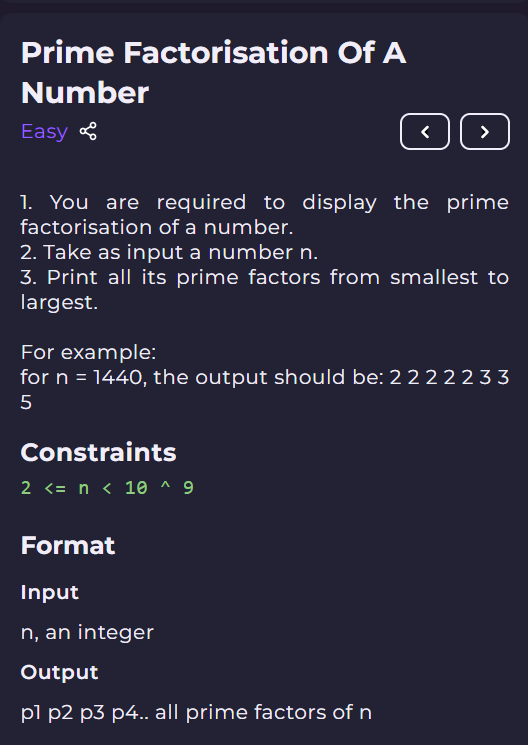 Prime Factorisation Of A
Number
Easy
1. You are required to display the prime
factorisation of a number.
2. Take as input a number n.
3. Print all its prime factors from smallest to
largest.
For example:
for n = 1440, the output should be: 2 2 2 2 2 3 3
5
Constraints
2 <= n < 10 ^ 9
Format
Input
n, an integer
Output
p1 p2 p3 p4.. all prime factors of n